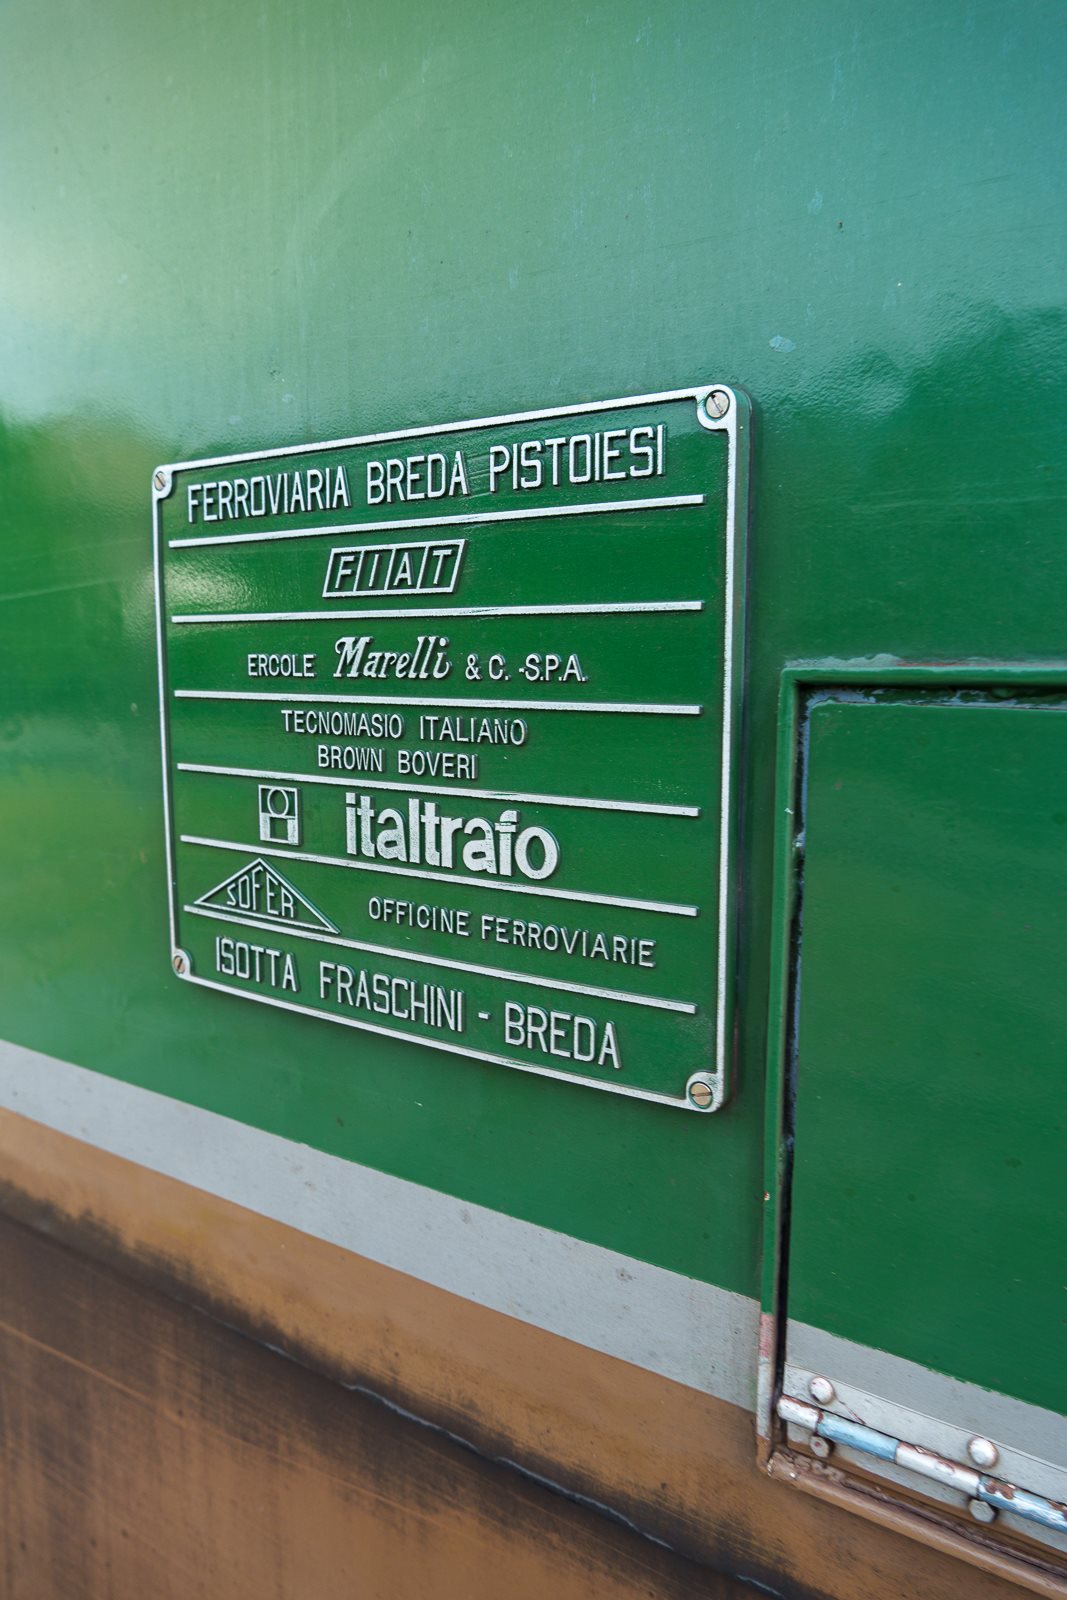 FERROVIARIA BREDA PISTOIESI
FIAT
ERCOLE Marelli & C. -S.P.A.
TECNOMASIO ITALIANO
BROWN BOVERI
italtrafo
SOFER OFFICINE FERROVIARIE
ISOTTA FRASCHINI - BREDA